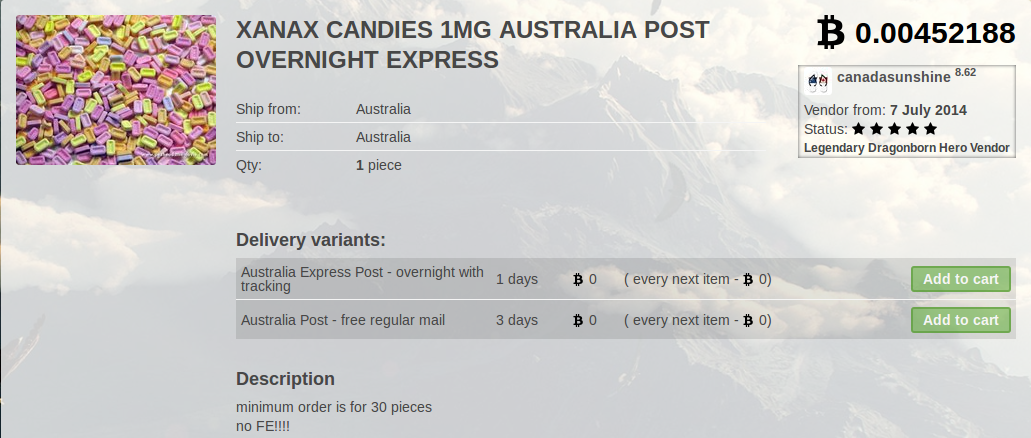 XANAX CANDIES 1MG AUSTRALIA POST
OVERNIGHT EXPRESS
0.00452188
canadasunshine 8.62
Vendor from: 7 July 2014
Status: ★ ★ ★ ★ ★
Legendary Dragonborn Hero Vendor
Ship from: Australia
Ship to: Australia
Qty: 1 piece
Delivery variants:
Australia Express Post - overnight with
tracking
1 days 0 ( every next item - 0) Add to cart
Australia Post - free regular mail 3 days 0 ( every next item - 0) Add to cart
Description
minimum order is for 30 pieces
no FE!!!!